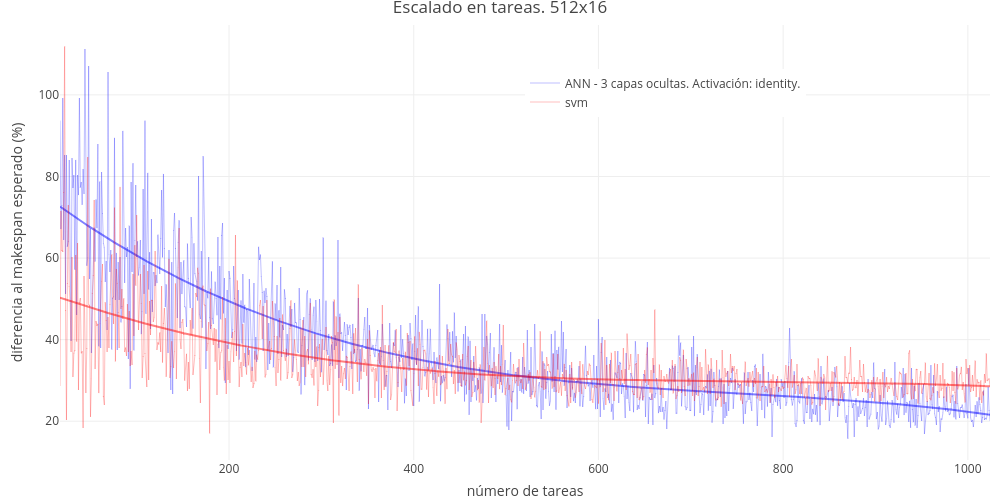 Escalado en tareas. 512x16
ANN - 3 capas ocultas. Activación: identity.
svm
diferencia al makespan esperado (%)
100
80
60
40
20
200
400
600
800
1000
número de tareas